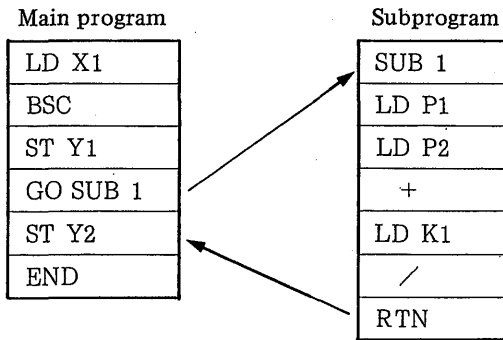 Main program
LD X1
BSC
ST Y1
GO SUB 1
ST Y2
END
Subprogram
SUB 1
LD P1
LD P2
+
LD K1
/
RTN